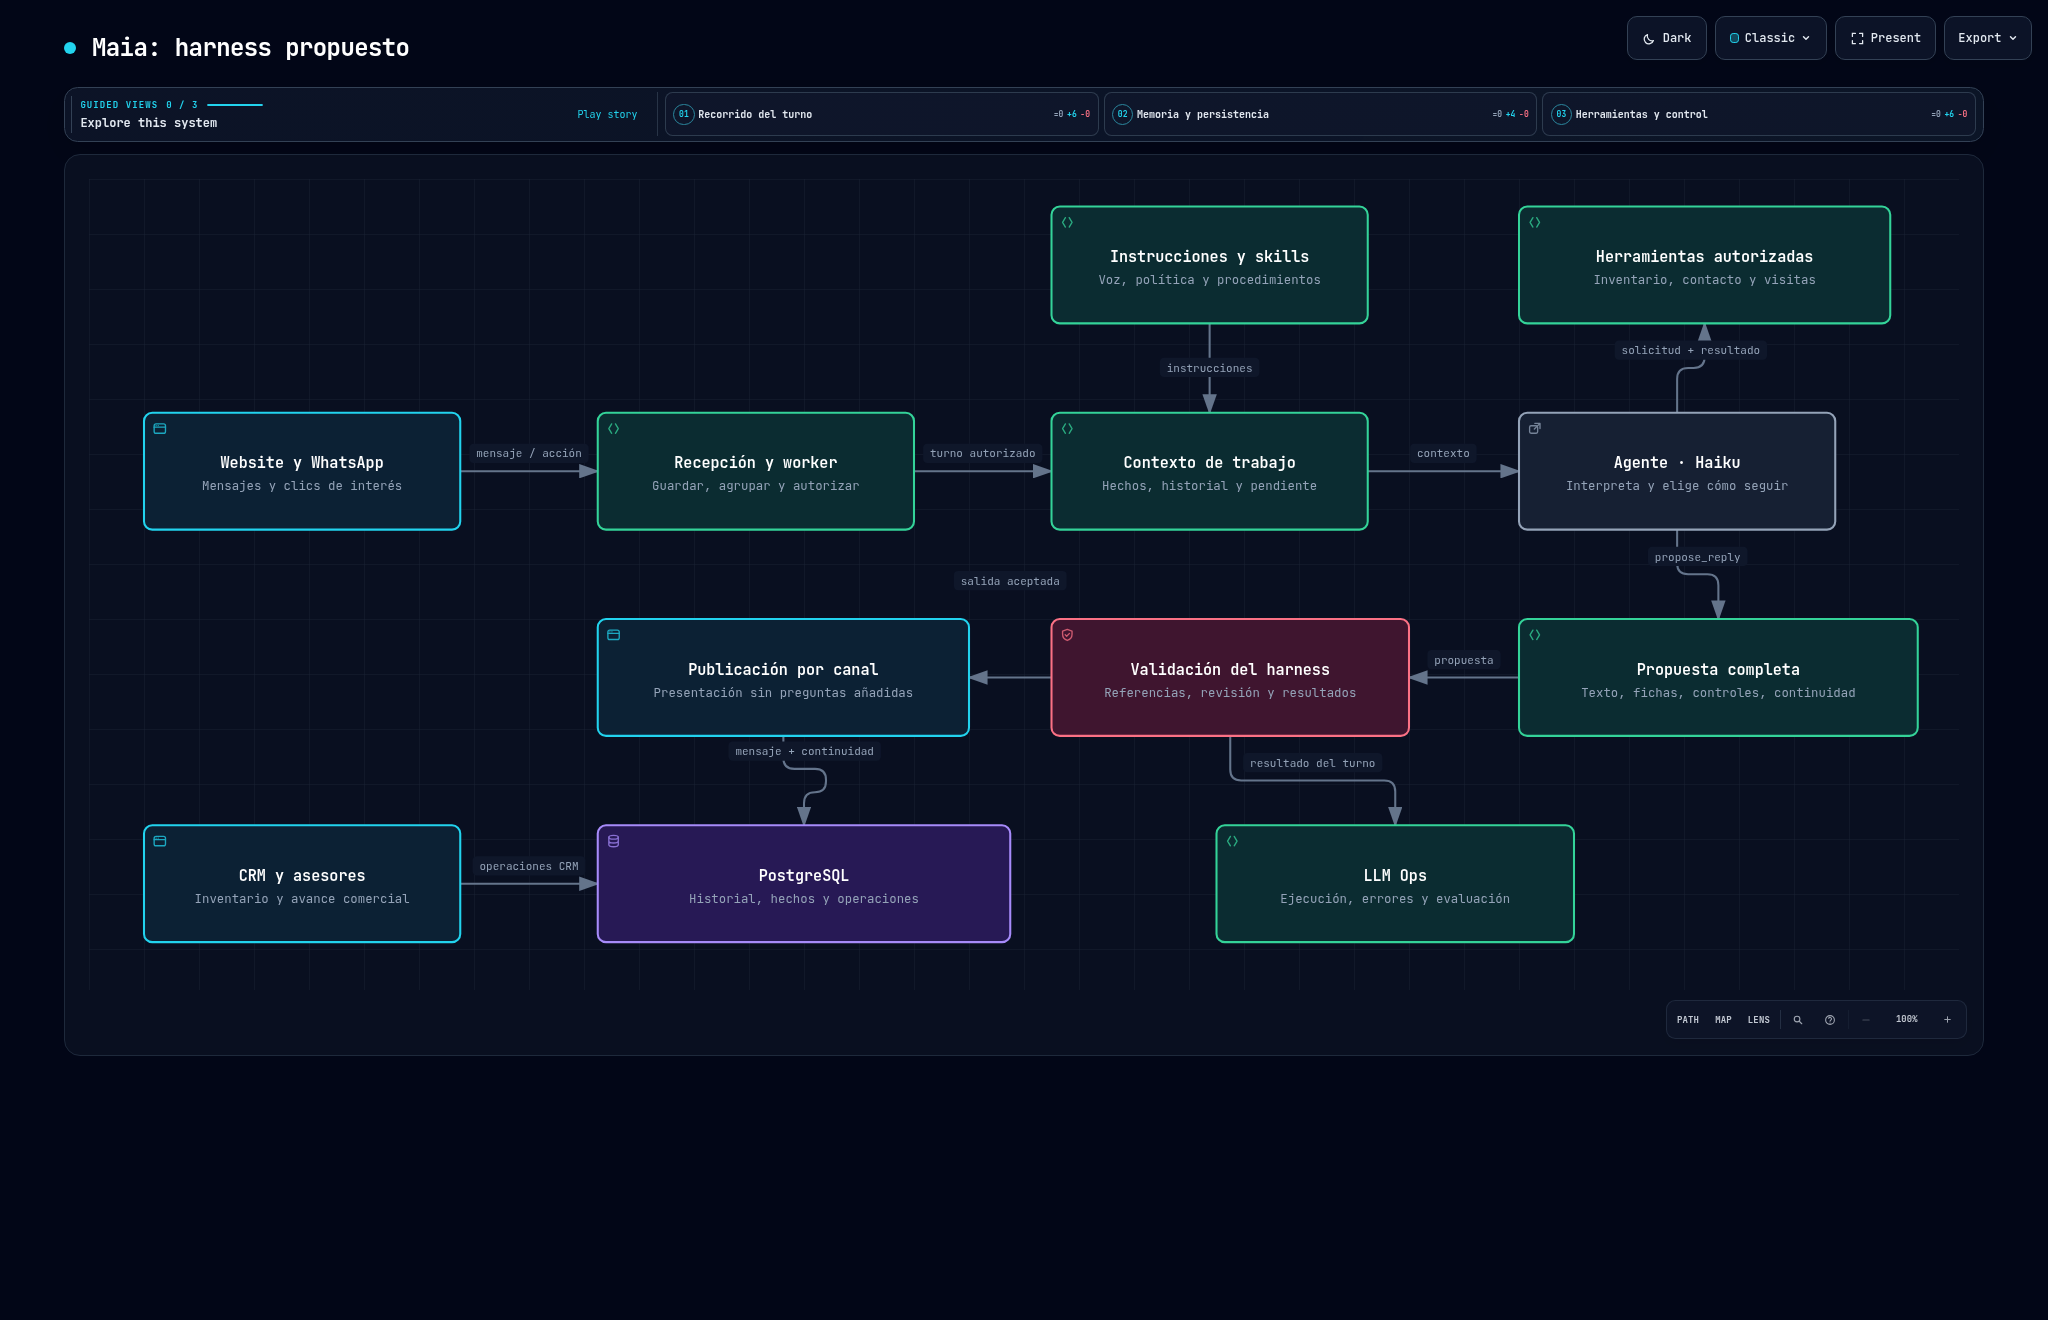 Maia: harness propuesto
Dark
Classic
Present
Export
GUIDED VIEWS 0 / 3
Explore this system
Play story
01 Recorrido del turno =0 +6 -0
02 Memoria y persistencia =0 +4 -0
03 Herramientas y control =0 +6 -0
Instrucciones y skills
Voz, política y procedimientos
Herramientas autorizadas
Inventario, contacto y visitas
solicitud + resultado
instrucciones
Website y WhatsApp
Mensajes y clics de interés
mensaje / acción
Recepción y worker
Guardar, agrupar y autorizar
turno autorizado
Contexto de trabajo
Hechos, historial y pendiente
contexto
Agente · Haiku
Interpreta y elige cómo seguir
propose_reply
salida aceptada
Publicación por canal
Presentación sin preguntas añadidas
Validación del harness
Referencias, revisión y resultados
propuesta
Propuesta completa
Texto, fichas, controles, continuidad
mensaje + continuidad
resultado del turno
CRM y asesores
Inventario y avance comercial
operaciones CRM
PostgreSQL
Historial, hechos y operaciones
LLM Ops
Ejecución, errores y evaluación
PATH MAP LENS − 100% +